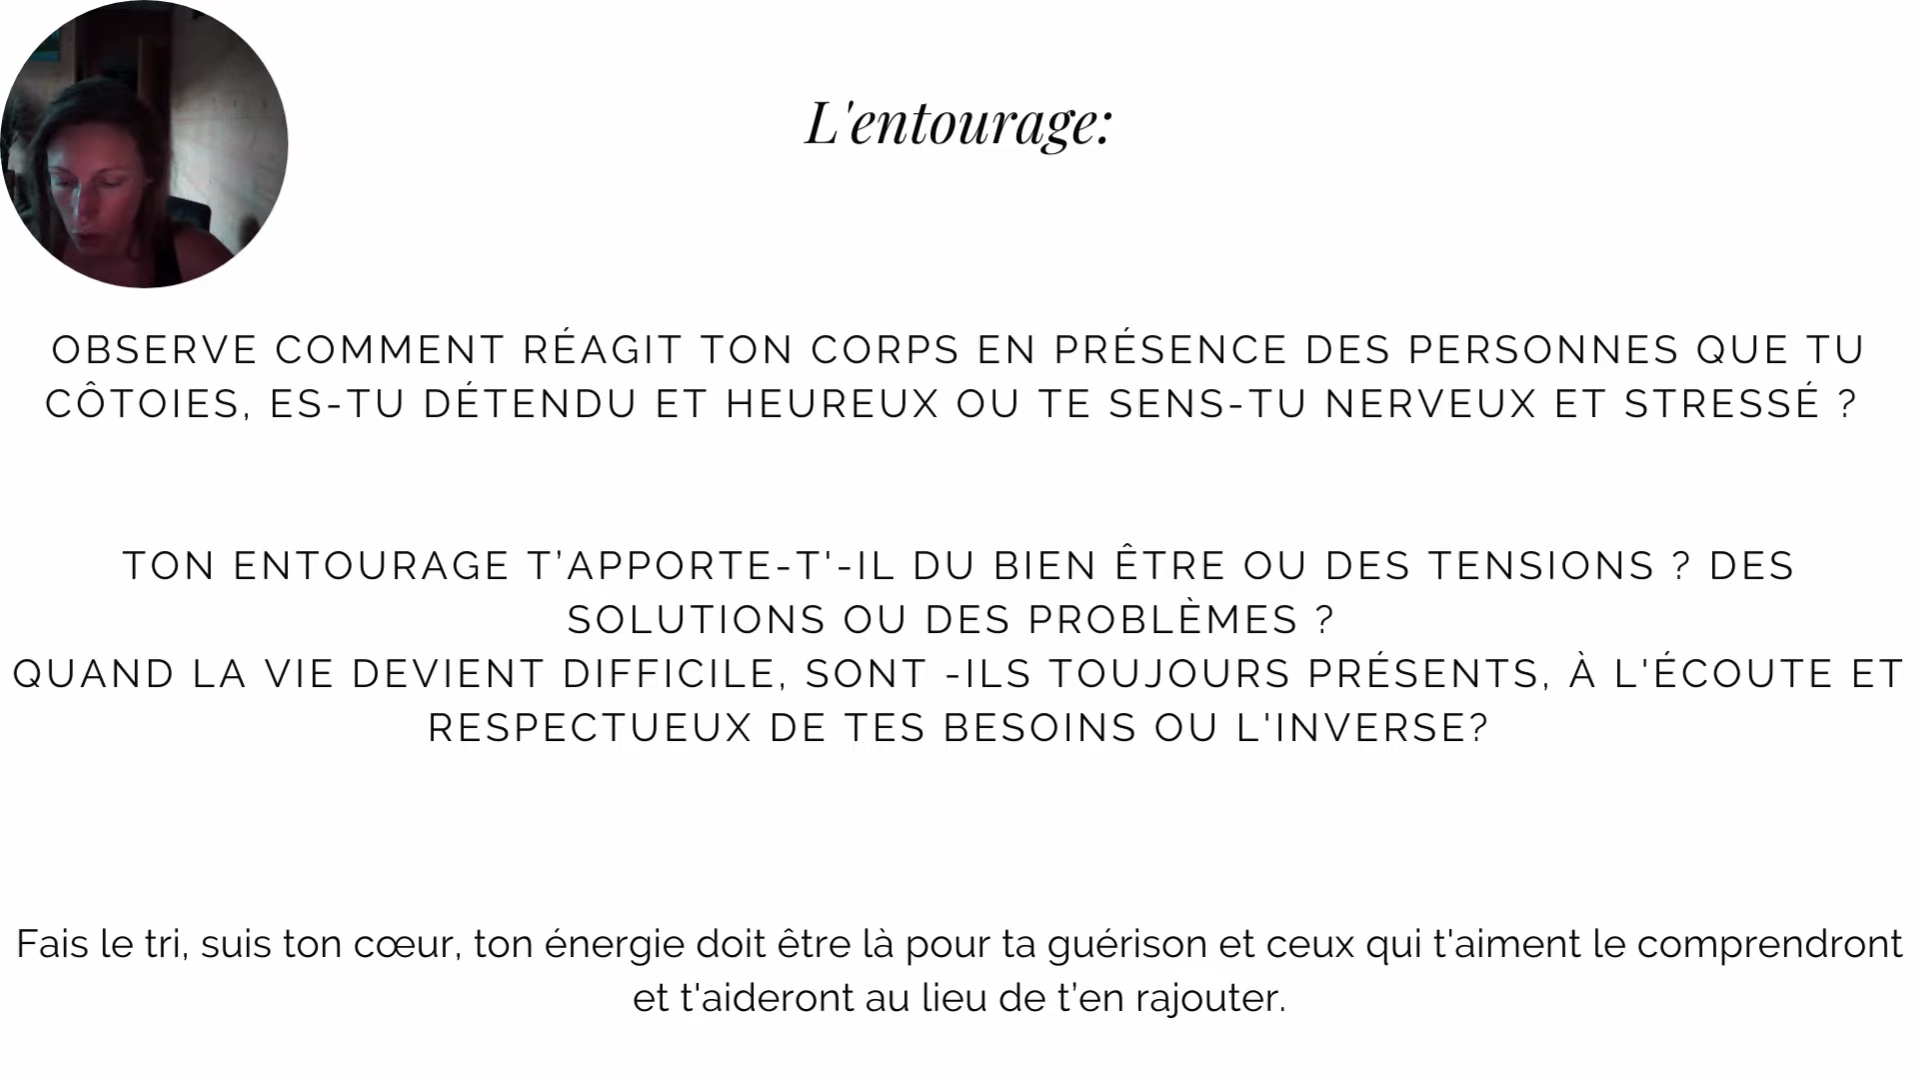 L'entourage:
OBSERVE COMMENT RÉAGIT TON CORPS EN PRÉSENCE DES PERSONNES QUE TU
CÔTOIES, ES-TU DÉTENDU ET HEUREUX OU TE SENS-TU NERVEUX ET STRESSÉ ?
TON ENTOURAGE T’APPORTE-T'-IL DU BIEN ÊTRE OU DES TENSIONS ? DES
SOLUTIONS OU DES PROBLÈMES ?
QUAND LA VIE DEVIENT DIFFICILE, SONT -ILS TOUJOURS PRÉSENTS, À L'ÉCOUTE ET
RESPECTUEUX DE TES BESOINS OU L'INVERSE?
Fais le tri, suis ton cœur, ton énergie doit être là pour ta guérison et ceux qui t'aiment le comprendront
et t'aideront au lieu de t’en rajouter.